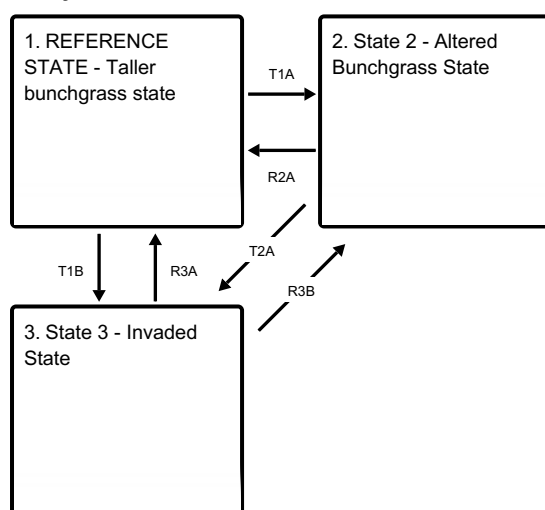 1. REFERENCE
STATE - Taller
bunchgrass state
2. State 2 - Altered
Bunchgrass State
T1A
R2A
T2A
T1B
R3A
R3B
3. State 3 - Invaded
State